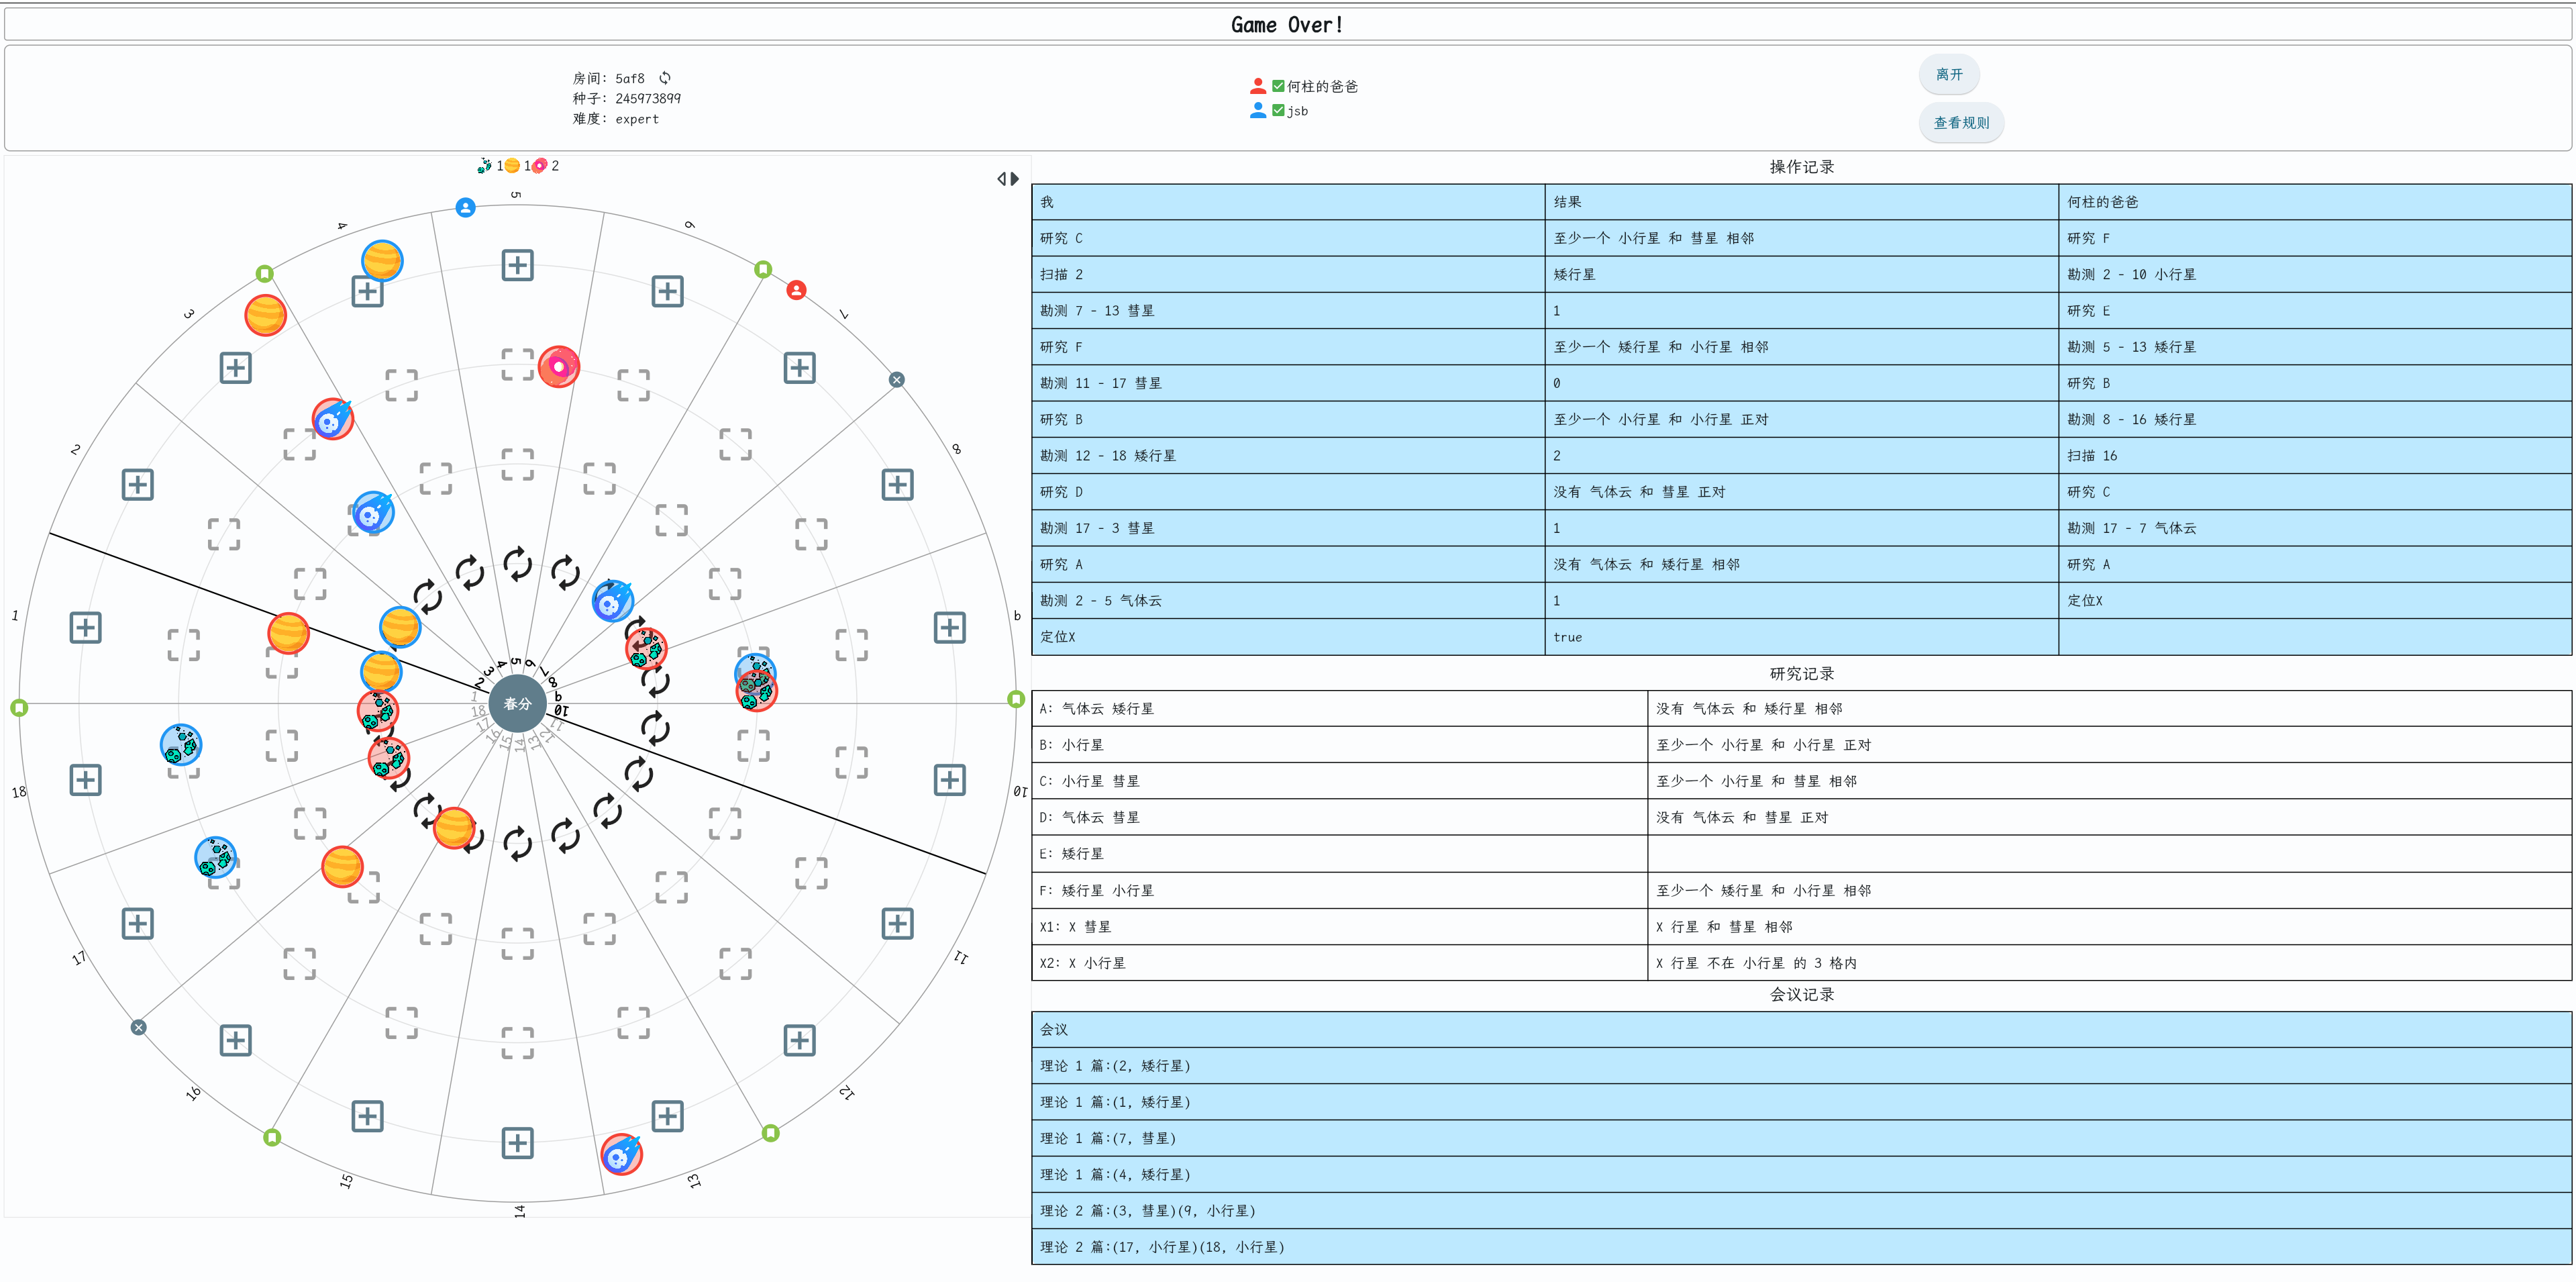 Game Over!
房间: 5af8
种子: 245973899
难度: expert
何柱的爸爸
jsb
离开
查看规则
1 1 2
5
4
6
3
7
2
8
1
9
18
10
17
11
16
12
15
13
14
春分
1
2
3
4
5
6
7
8
9
10
11
12
13
14
15
16
17
18
操作记录
我 结果 何柱的爸爸
研究 C 至少一个 小行星 和 彗星 相邻 研究 F
扫描 2 矮行星 勘测 2 - 10 小行星
勘测 7 - 13 彗星 1 研究 E
研究 F 至少一个 矮行星 和 小行星 相邻 勘测 5 - 13 矮行星
勘测 11 - 17 彗星 0 研究 B
研究 B 至少一个 小行星 和 小行星 正对 勘测 8 - 16 矮行星
勘测 12 - 18 矮行星 2 扫描 16
研究 D 没有 气体云 和 彗星 正对 研究 C
勘测 17 - 3 彗星 1 勘测 17 - 7 气体云
研究 A 没有 气体云 和 矮行星 相邻 研究 A
勘测 2 - 5 气体云 1 定位X
定位X true
研究记录
A: 气体云 矮行星 没有 气体云 和 矮行星 相邻
B: 小行星 至少一个 小行星 和 小行星 正对
C: 小行星 彗星 至少一个 小行星 和 彗星 相邻
D: 气体云 彗星 没有 气体云 和 彗星 正对
E: 矮行星
F: 矮行星 小行星 至少一个 矮行星 和 小行星 相邻
X1: X 彗星 X 行星 和 彗星 相邻
X2: X 小行星 X 行星 不在 小行星 的 3 格内
会议记录
会议
理论 1 篇:(2, 矮行星)
理论 1 篇:(1, 矮行星)
理论 1 篇:(7, 彗星)
理论 1 篇:(4, 矮行星)
理论 2 篇:(3, 彗星)(9, 小行星)
理论 2 篇:(17, 小行星)(18, 小行星)